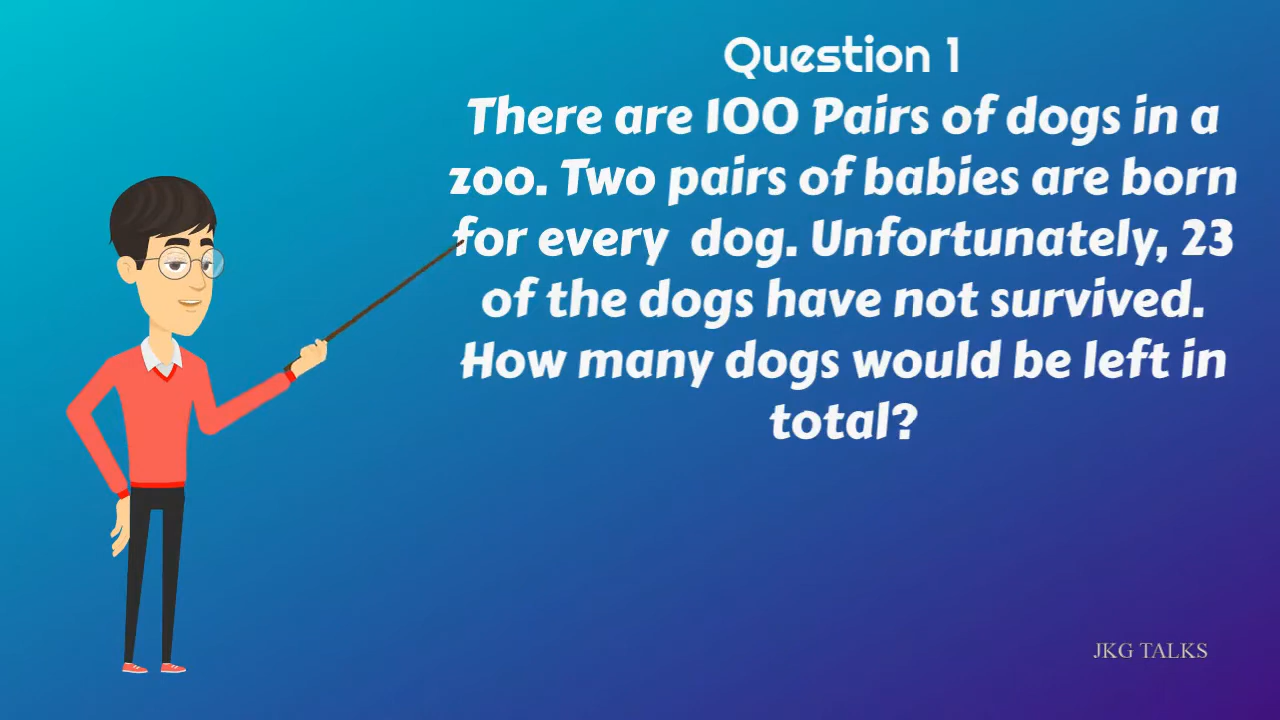 Question 1
There are 100 Pairs of dogs in a
zoo. Two pairs of babies are born
for every dog. Unfortunately, 23
of the dogs have not survived.
How many dogs would be left in
total?
JKG TALKS